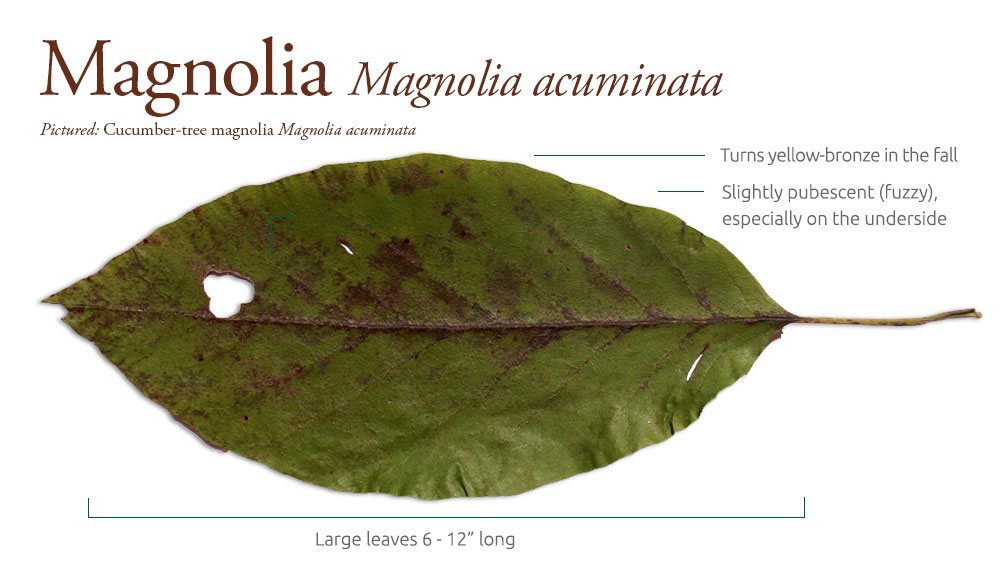 Magnolia Magnolia acuminata
Pictured: Cucumber-tree magnolia Magnolia acuminata
Turns yellow-bronze in the fall
Slightly pubescent (fuzzy),
especially on the underside
Large leaves 6 - 12” long